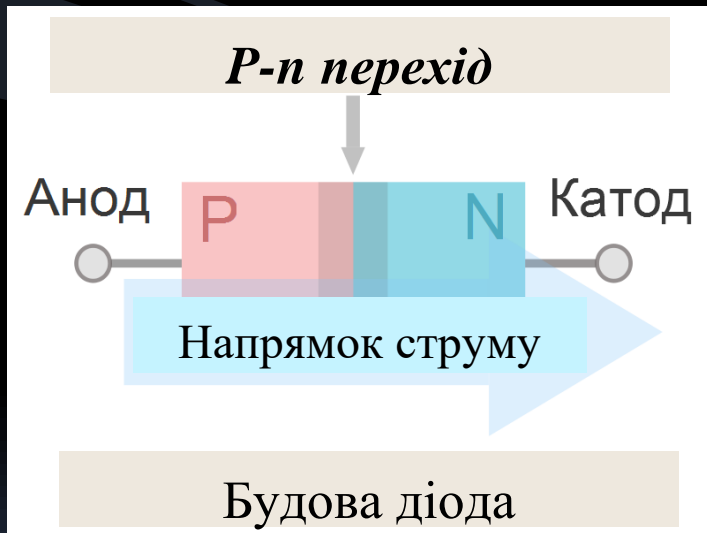 Р-п перехід
Анод
P
N
Катод
Напрямок струму
Будова діода